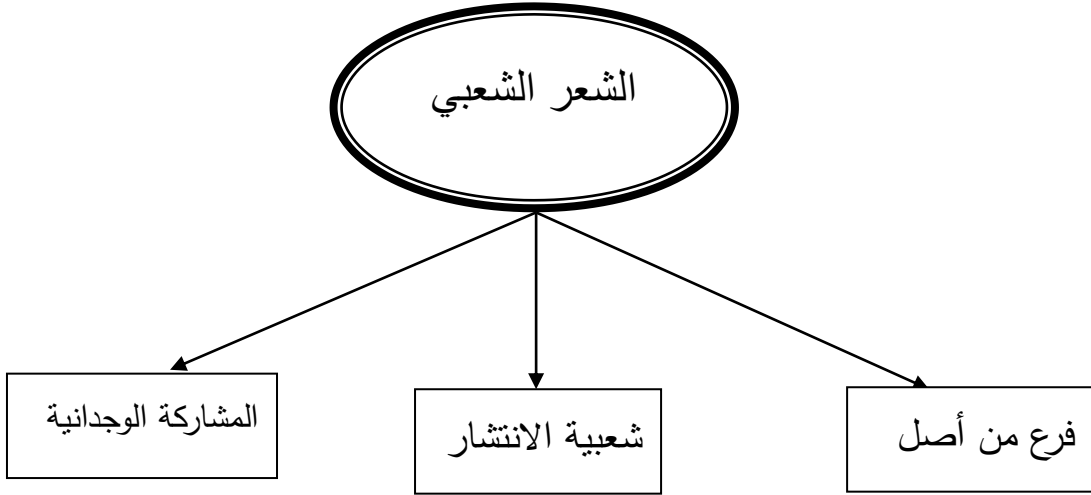 الشعر الشعبي
فرع من أصل
شعبية الانتشار
المشاركة الوجدانية